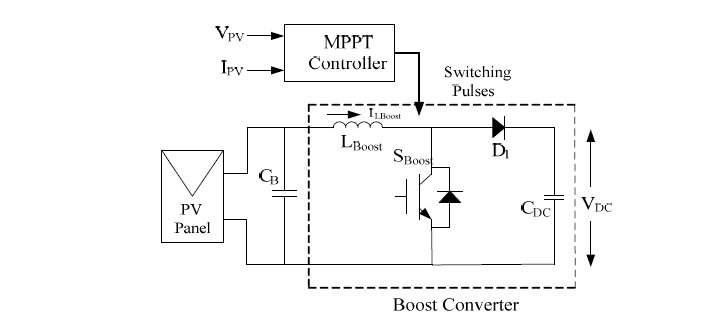 VPV
IPV
MPPT
Controller
Switching
Pulses
iLBoost
LBoost
SBoost
D1
CB
PV
Panel
CDC
VDC
Boost Converter